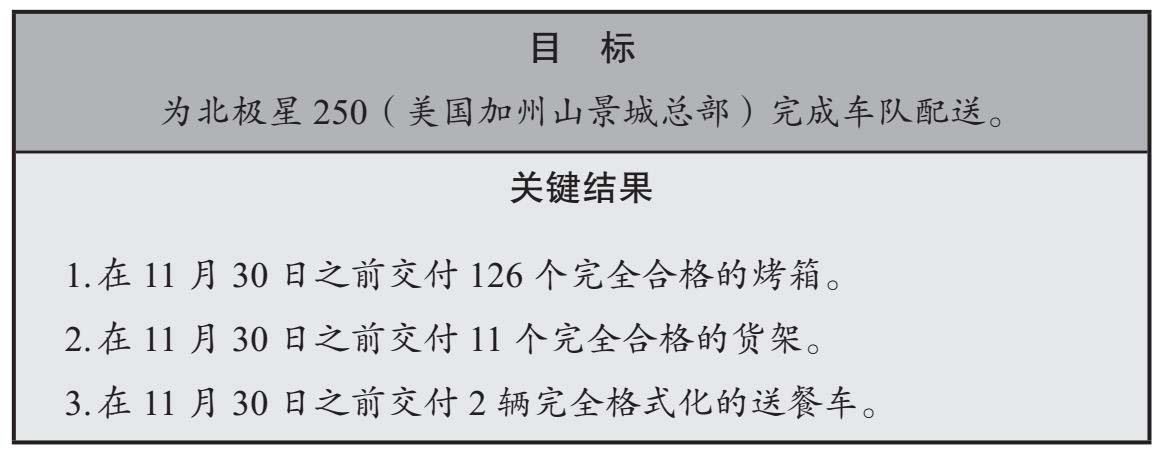 目 标
为北极星 250（美国加州山景城总部）完成车队配送。
关键结果
1.在 11 月 30 日之前交付 126 个完全合格的烤箱。
2.在 11 月 30 日之前交付 11 个完全合格的货架。
3.在 11 月 30 日之前交付 2 辆完全格式化的送餐车。